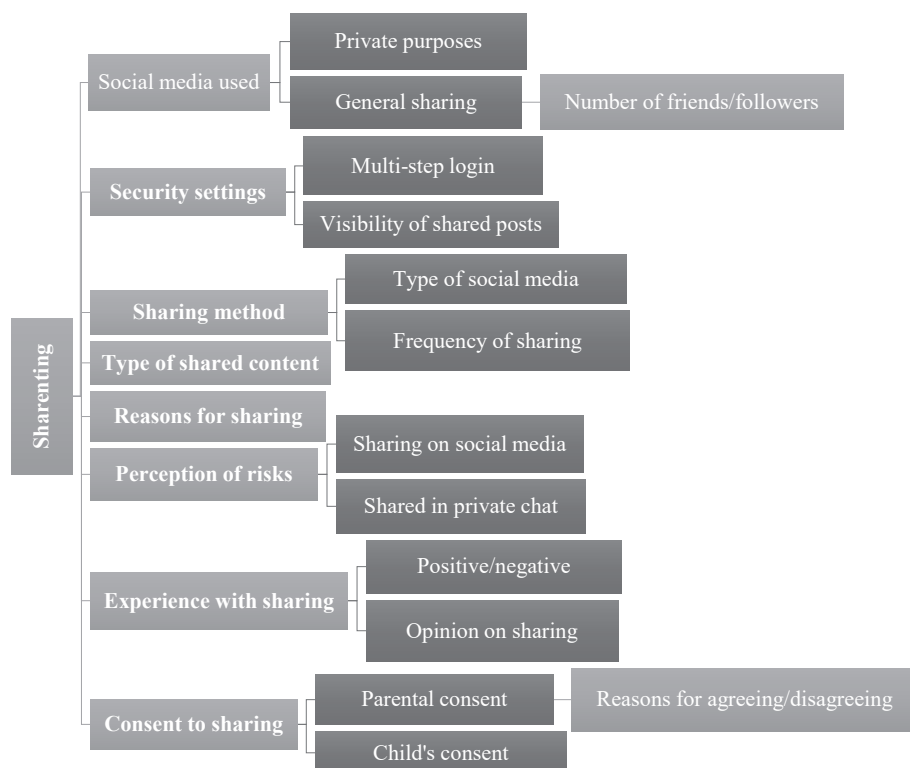 Sharenting
Social media used
Private purposes
General sharing
Number of friends/followers
Security settings
Multi-step login
Visibility of shared posts
Sharing method
Type of social media
Frequency of sharing
Type of shared content
Reasons for sharing
Perception of risks
Sharing on social media
Shared in private chat
Experience with sharing
Positive/negative
Opinion on sharing
Consent to sharing
Parental consent
Reasons for agreeing/disagreeing
Child's consent